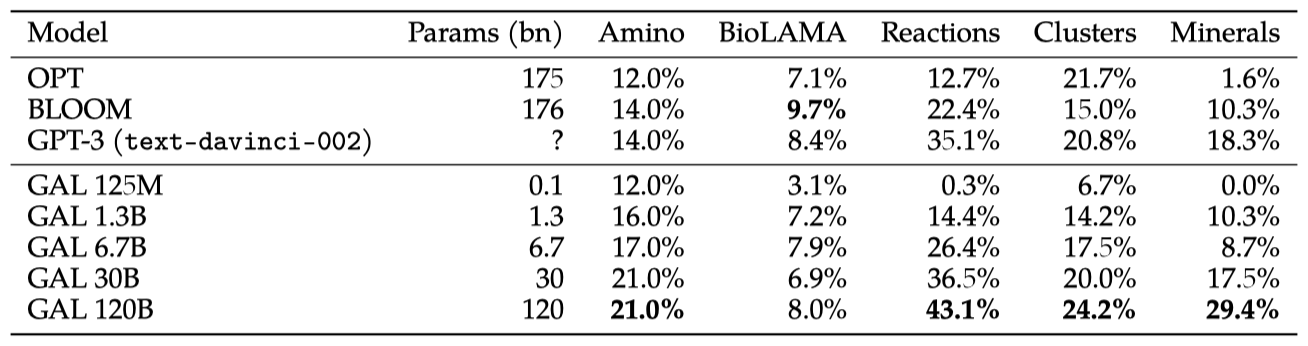 Model Params (bn) Amino BioLAMA Reactions Clusters Minerals
OPT 175 12.0% 7.1% 12.7% 21.7% 1.6%
BLOOM 176 14.0% 9.7% 22.4% 15.0% 10.3%
GPT-3 (text-davinci-002) ? 14.0% 8.4% 35.1% 20.8% 18.3%
GAL 125M 0.1 12.0% 3.1% 0.3% 6.7% 0.0%
GAL 1.3B 1.3 16.0% 7.2% 14.4% 14.2% 10.3%
GAL 6.7B 6.7 17.0% 7.9% 26.4% 17.5% 8.7%
GAL 30B 30 21.0% 6.9% 36.5% 20.0% 17.5%
GAL 120B 120 21.0% 8.0% 43.1% 24.2% 29.4%